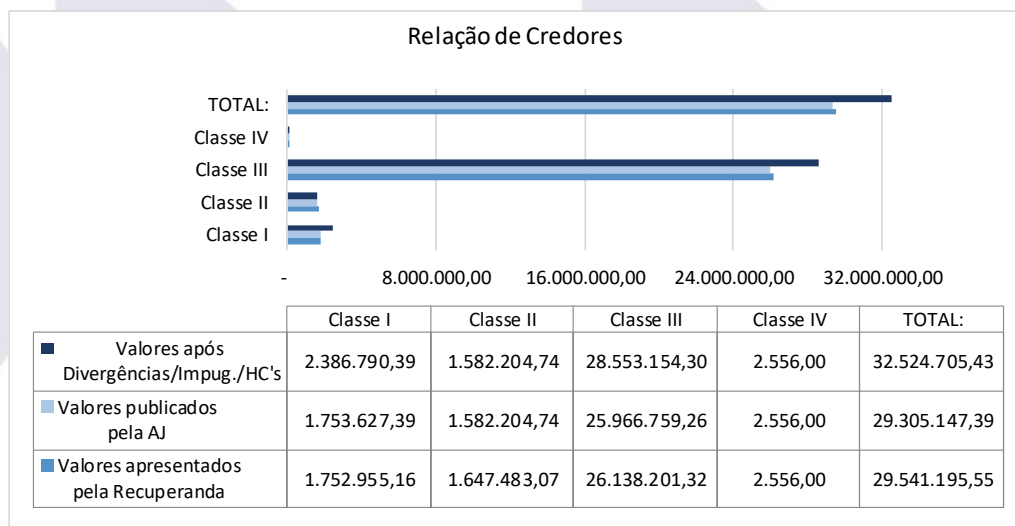 Relação de Credores
TOTAL:
Classe IV
Classe III
Classe II
Classe I
- 8.000.000,00 16.000.000,00 24.000.000,00 32.000.000,00
Classe I Classe II Classe III Classe IV TOTAL:
Valores após
Divergências/Impug./HC's 2.386.790,39 1.582.204,74 28.553.154,30 2.556,00 32.524.705,43
Valores publicados
pela AJ 1.753.627,39 1.582.204,74 25.966.759,26 2.556,00 29.305.147,39
Valores apresentados
pela Recuperanda 1.752.955,16 1.647.483,07 26.138.201,32 2.556,00 29.541.195,55